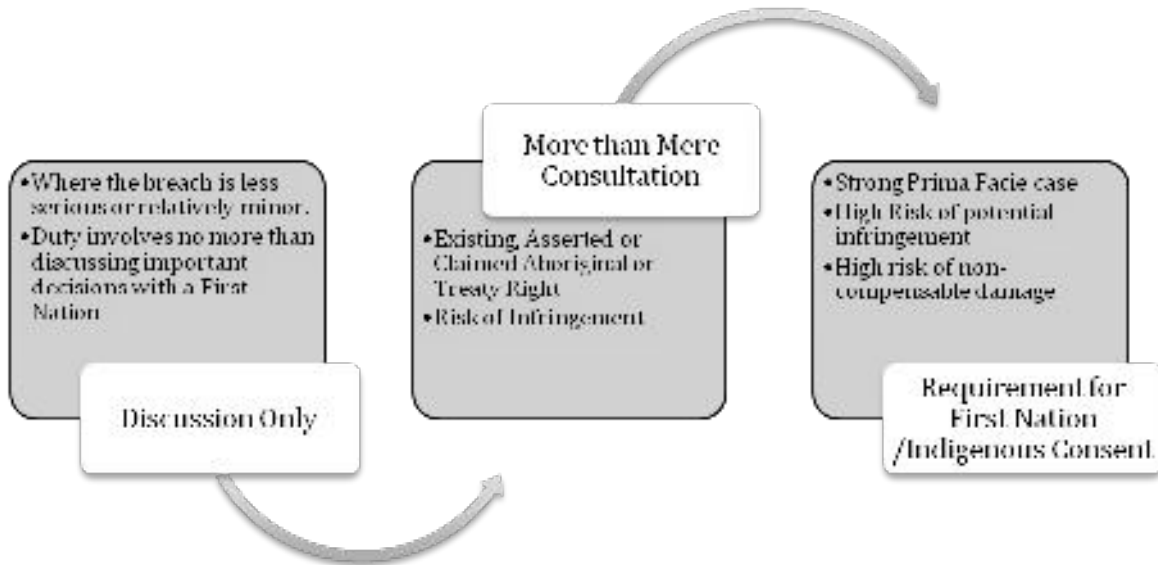 •Where the breach is less
serious or relatively minor.
•Duty involves no more than
discussing important
decisions with a First
Nation
Discussion Only
More than Mere
Consultation
•Existing, Asserted or
Claimed Aboriginal or
Treaty Right
•Risk of Infringement
•Strong Prima Facie case
•High Risk of potential
infringement
•High risk of non-
compensable damage
Requirement for
First Nation
/Indigenous Consent